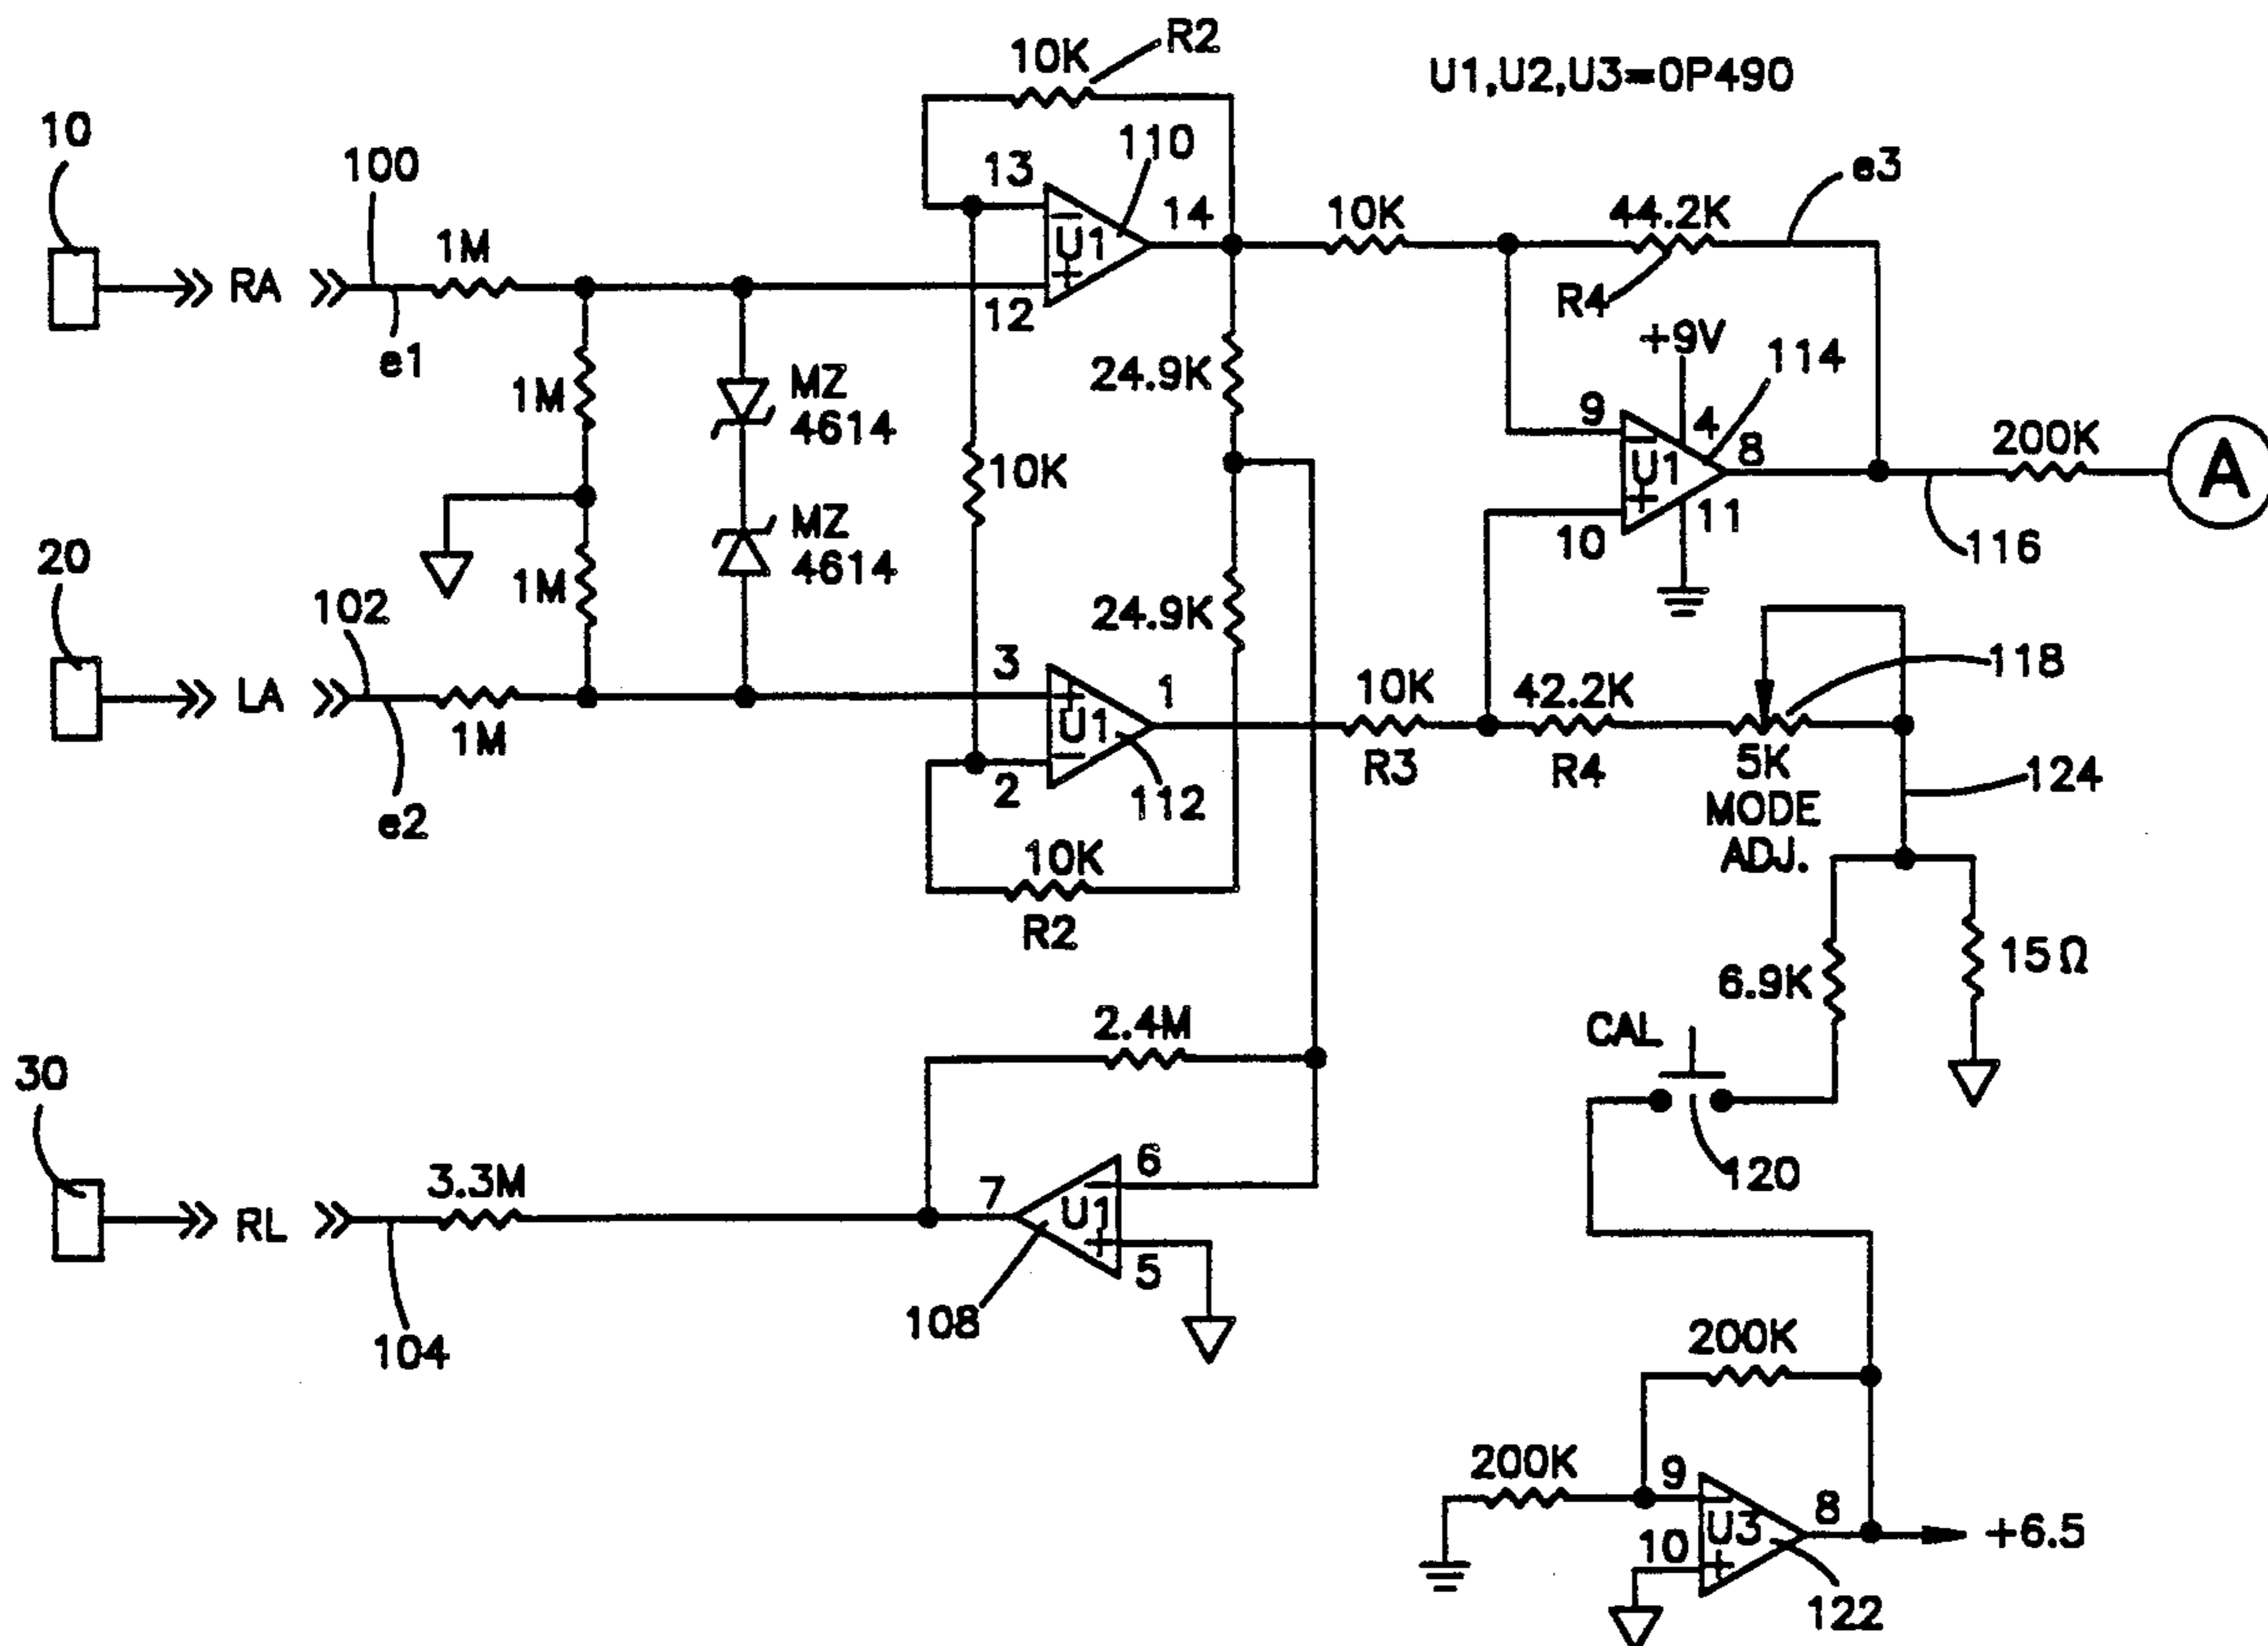 10K
R2
U1,U2,U3=OP490
10
100
13
110
14
e3
10K
44.2K
1M
U1
RA
12
R4
e1
+9V
114
24.9K
1M
MZ
4614
9
4
8
200K
10K
U1
A
10
11
116
20
MZ
4614
1M
102
24.9K
118
3
1
10K
42.2K
LA
U1
1M
2
R3
R4
5K
124
112
MODE
ADJ.
e2
10K
R2
15Ω
6.9K
2.4M
CAL
30
3.3M
6
7
120
RL
U1
5
108
104
200K
200K
9
8
U3
+6.5
10
122